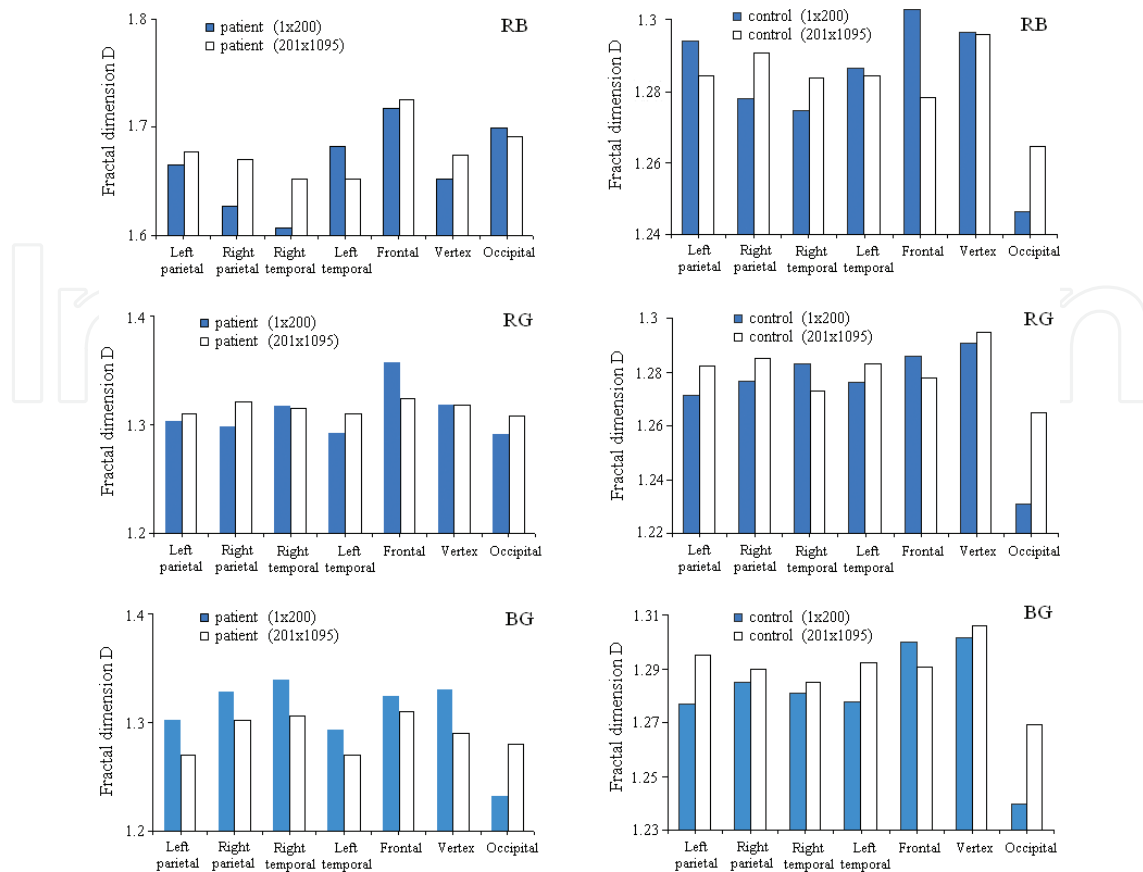 patient (1x200)
patient (201x1095)
RB
Fractal dimension D
1.8
1.7
1.6
Left parietal
Right parietal
Right temporal
Left temporal
Frontal
Vertex
Occipital
control (1x200)
control (201x1095)
RB
Fractal dimension D
1.3
1.28
1.26
1.24
Left parietal
Right parietal
Right temporal
Left temporal
Frontal
Vertex
Occipital
patient (1x200)
patient (201x1095)
RG
Fractal dimension D
1.4
1.3
1.2
Left parietal
Right parietal
Right temporal
Left temporal
Frontal
Vertex
Occipital
control (1x200)
control (201x1095)
RG
Fractal dimension D
1.3
1.28
1.26
1.24
1.22
Left parietal
Right parietal
Right temporal
Left temporal
Frontal
Vertex
Occipital
patient (1x200)
patient (201x1095)
BG
Fractal dimension D
1.4
1.3
1.2
Left parietal
Right parietal
Right temporal
Left temporal
Frontal
Vertex
Occipital
control (1x200)
control (201x1095)
BG
Fractal dimension D
1.31
1.29
1.27
1.25
1.23
Left parietal
Right parietal
Right temporal
Left temporal
Frontal
Vertex
Occipital